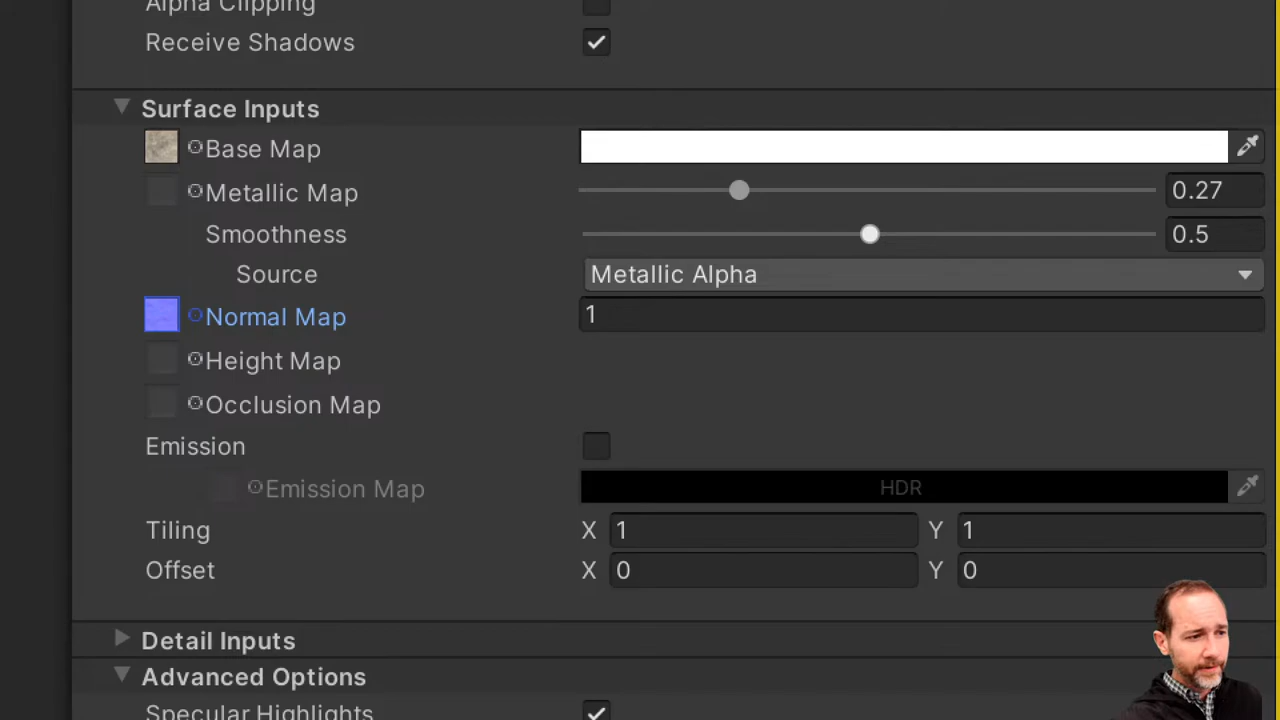 Alpha Clipping
Receive Shadows
Surface Inputs
Base Map
Metallic Map 0.27
Smoothness 0.5
Source Metallic Alpha
Normal Map 1
Height Map
Occlusion Map
Emission
Emission Map HDR
Tiling X 1 Y 1
Offset X 0 Y 0
Detail Inputs
Advanced Options
Specular Highlights